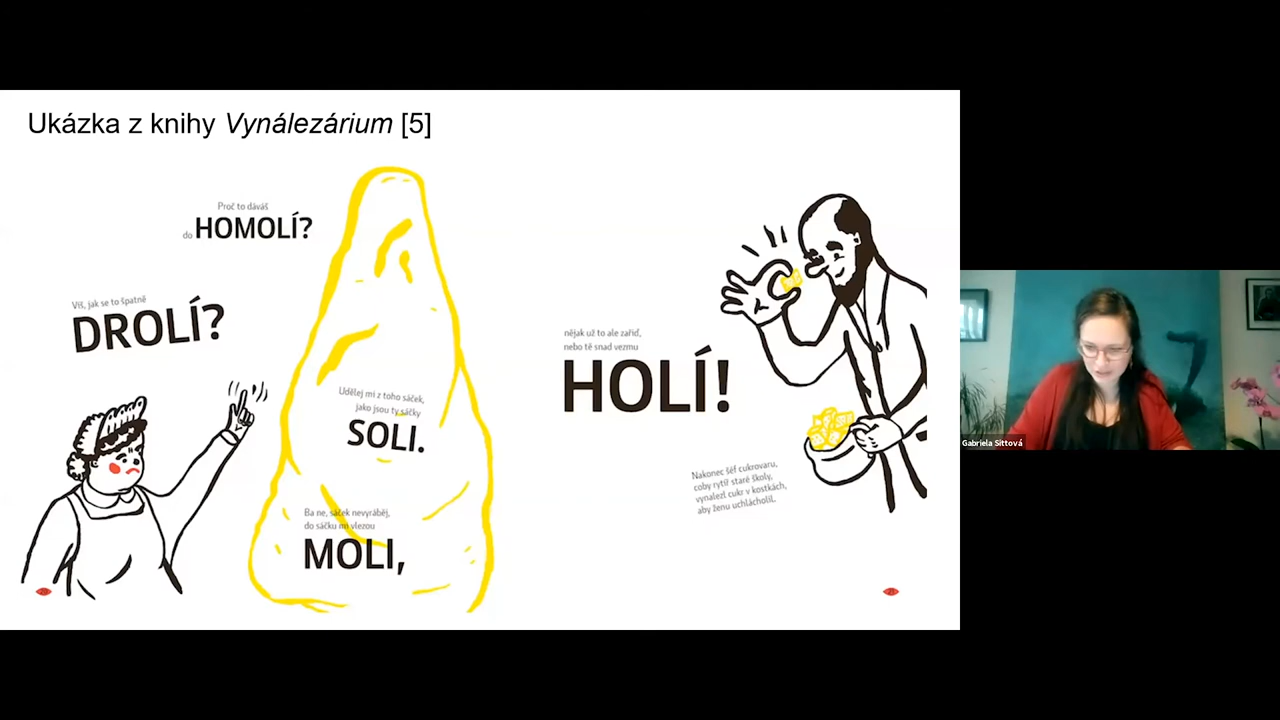 Ukázka z knihy Vynálezárium [5]
Proč to dáváš
do HOMOLÍ?
Víš, jak se to špatně
DROLÍ?
Udělej mi z toho sáček,
jako jsou ty sáčky
SOLI.
Ba ne, sáček nevyráběj,
do sáčku mi vlezou
MOLI,
nějak už to ale zařiď,
nebo tě snad vezmu
HOLÍ!
Nakonec šéf cukrovaru,
coby rytíř staré školy,
vynalezl cukr v kostkách,
aby ženu uchlácholil.
Gabriela Sittová